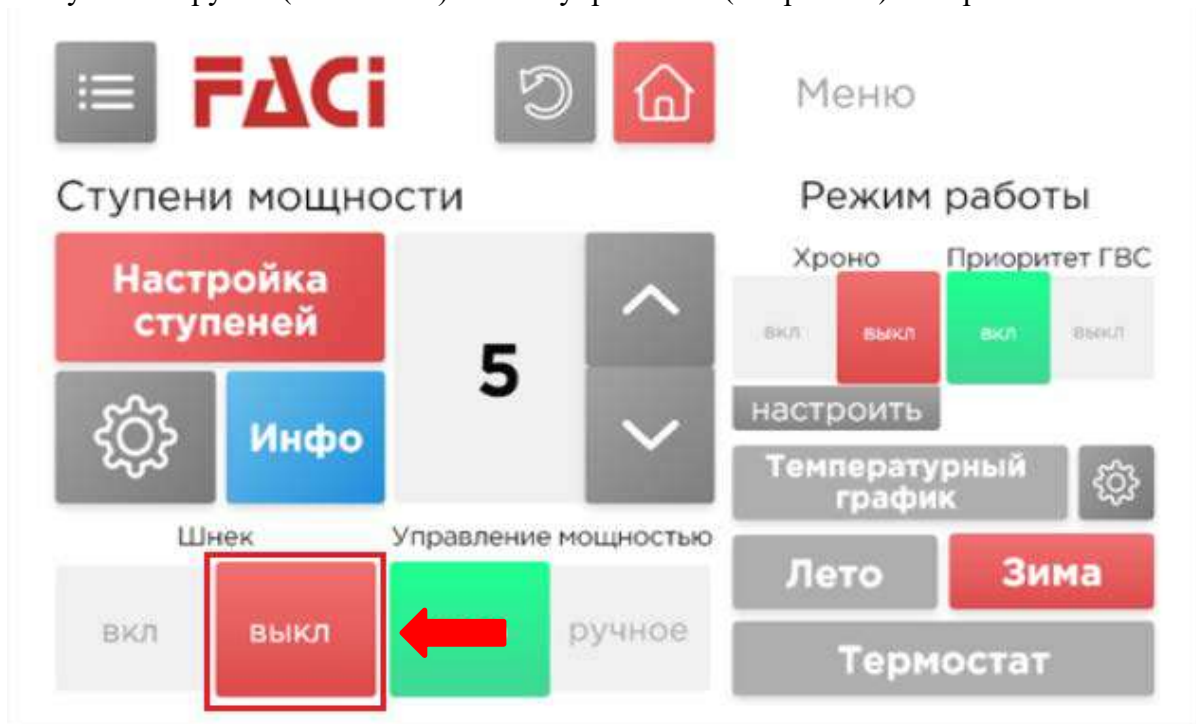 FACi
Меню
Ступени мощности
Режим работы
Настройка
ступеней
5
Хроно
Приоритет ГВС
вкл
выкл
вкл
выкл
Инфо
настроить
Температурный
график
Шнек
Управление мощностью
Лето
Зима
вкл
выкл
ручное
Термостат